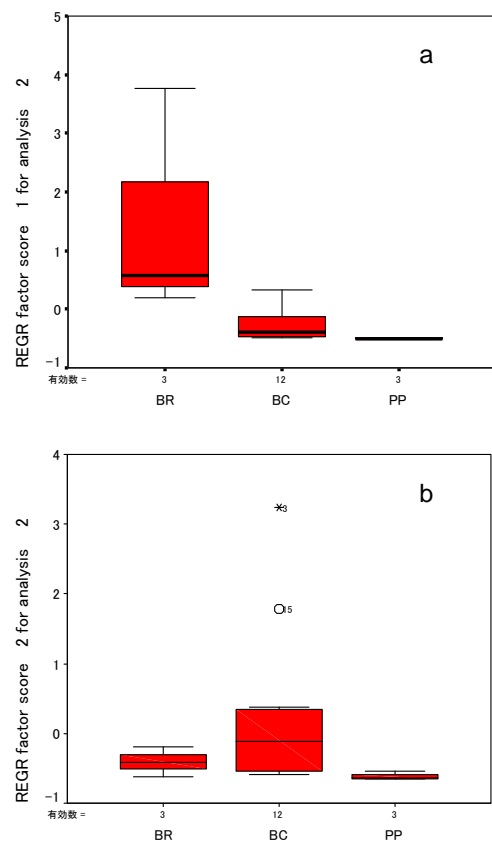 a
REGR factor score 1 for analysis 2
5
4
3
2
1
0
-1
有効数 =
3
12
3
BR
BC
PP
b
REGR factor score 2 for analysis 2
4
3
2
1
0
-1
3
15
有効数 =
3
12
3
BR
BC
PP